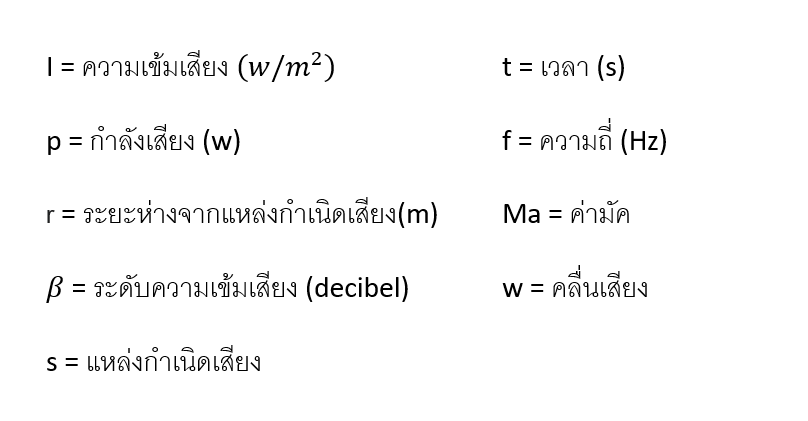 I = ความเข้มเสียง (w/m²)
t = เวลา (s)
p = กำลังเสียง (w)
f = ความถี่ (Hz)
r = ระยะห่างจากแหล่งกำเนิดเสียง(m)
Ma = ค่ามัค
β = ระดับความเข้มเสียง (decibel)
w = คลื่นเสียง
s = แหล่งกำเนิดเสียง